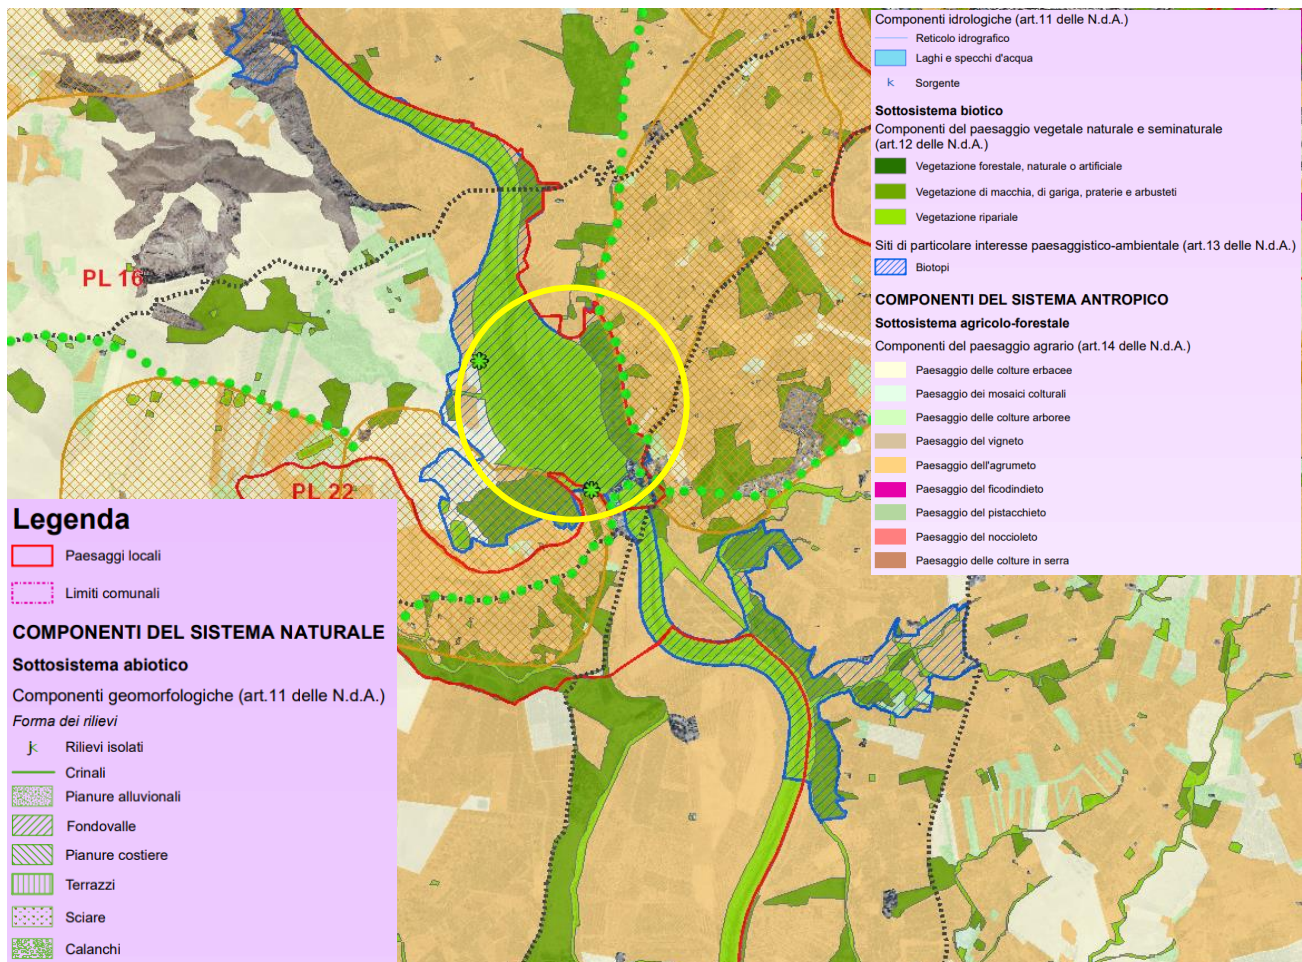 PL 16
PL 22
Legenda
Paesaggi locali
Limiti comunali
COMPONENTI DEL SISTEMA NATURALE
Sottosistema abiotico
Componenti geomorfologiche (art.11 delle N.d.A.)
Forma dei rilievi
Rilievi isolati
Crinali
Pianure alluvionali
Fondovalle
Pianure costiere
Terrazzi
Sciare
Calanchi
Componenti idrologiche (art.11 delle N.d.A.)
Reticolo idrografico
Laghi e specchi d'acqua
k Sorgente
Sottosistema biotico
Componenti del paesaggio vegetale naturale e seminaturale
(art.12 delle N.d.A.)
Vegetazione forestale, naturale o artificiale
Vegetazione di macchia, di gariga, praterie e arbusteti
Vegetazione ripariale
Siti di particolare interesse paesaggistico-ambientale (art.13 delle N.d.A.)
Biotopi
COMPONENTI DEL SISTEMA ANTROPICO
Sottosistema agricolo-forestale
Componenti del paesaggio agrario (art.14 delle N.d.A.)
Paesaggio delle colture erbacee
Paesaggio dei mosaici colturali
Paesaggio delle colture arboree
Paesaggio del vigneto
Paesaggio dell'agrumeto
Paesaggio del ficodindieto
Paesaggio del pistacchieto
Paesaggio del noccioleto
Paesaggio delle colture in serra